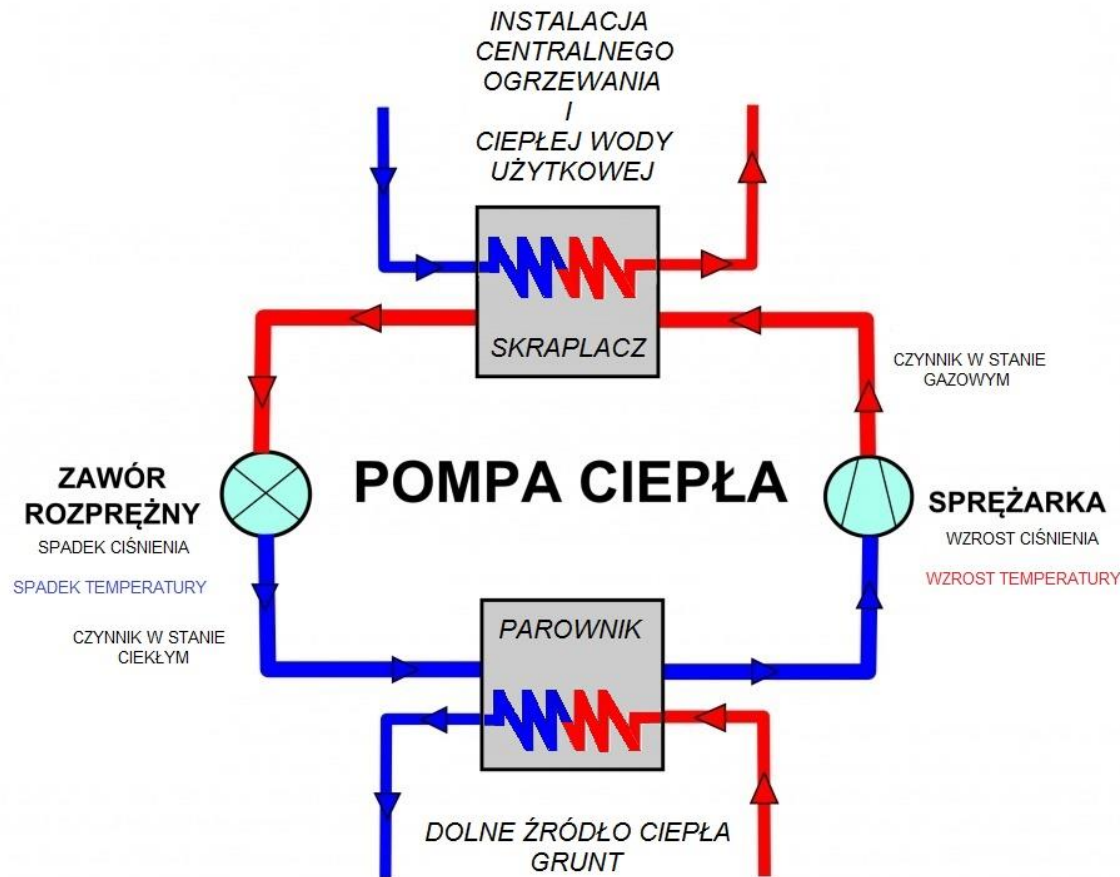 INSTALACJA
CENTRALNEGO
OGRZEWANIA
I
CIEPŁEJ WODY
UŻYTKOWEJ
SKRAPLACZ
CZYNNIK W STANIE
GAZOWYM
ZAWÓR
ROZPRĘŻNY
SPADEK CIŚNIENIA
SPADEK TEMPERATURY
CZYNNIK W STANIE
CIEKŁYM
POMPA CIEPŁA
SPRĘŻARKA
WZROST CIŚNIENIA
WZROST TEMPERATURY
PAROWNIK
DOLNE ŹRÓDŁO CIEPŁA
GRUNT